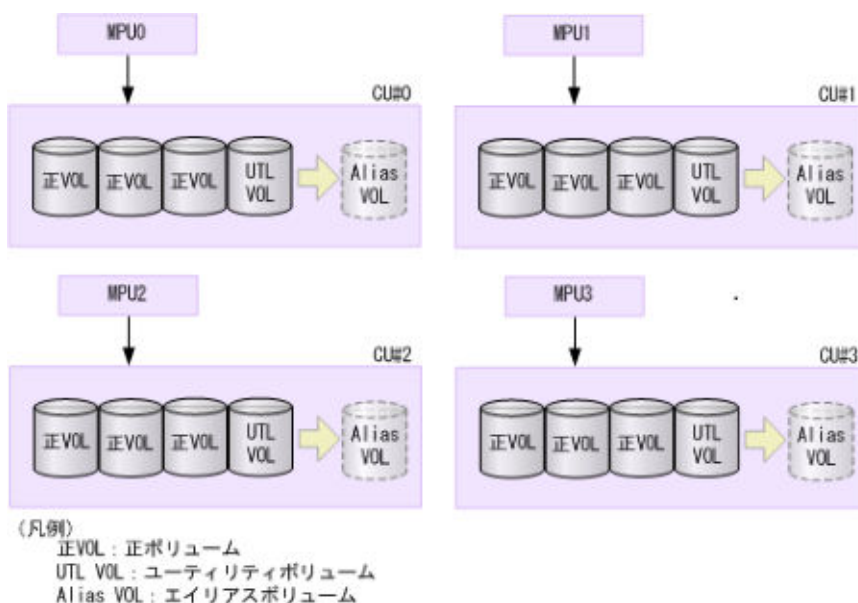 MPU0
MPU1
CU#0
CU#1
正VOL 正VOL 正VOL UTL VOL Alias VOL
正VOL 正VOL 正VOL UTL VOL Alias VOL
MPU2
MPU3
CU#2
CU#3
正VOL 正VOL 正VOL UTL VOL Alias VOL
正VOL 正VOL 正VOL UTL VOL Alias VOL
(凡例)
正VOL:正ボリューム
UTL VOL:ユーティリティボリューム
Alias VOL:エイリアスボリューム